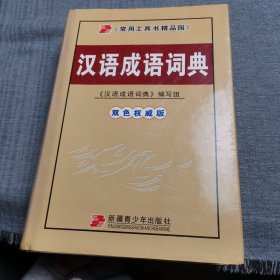 《常用工具书精品园》
汉语成语词典
《汉语成语词典》编写组
双色权威版
新疆青少年出版社
XINJIANGQINGSHAONIANCHUBANSHE